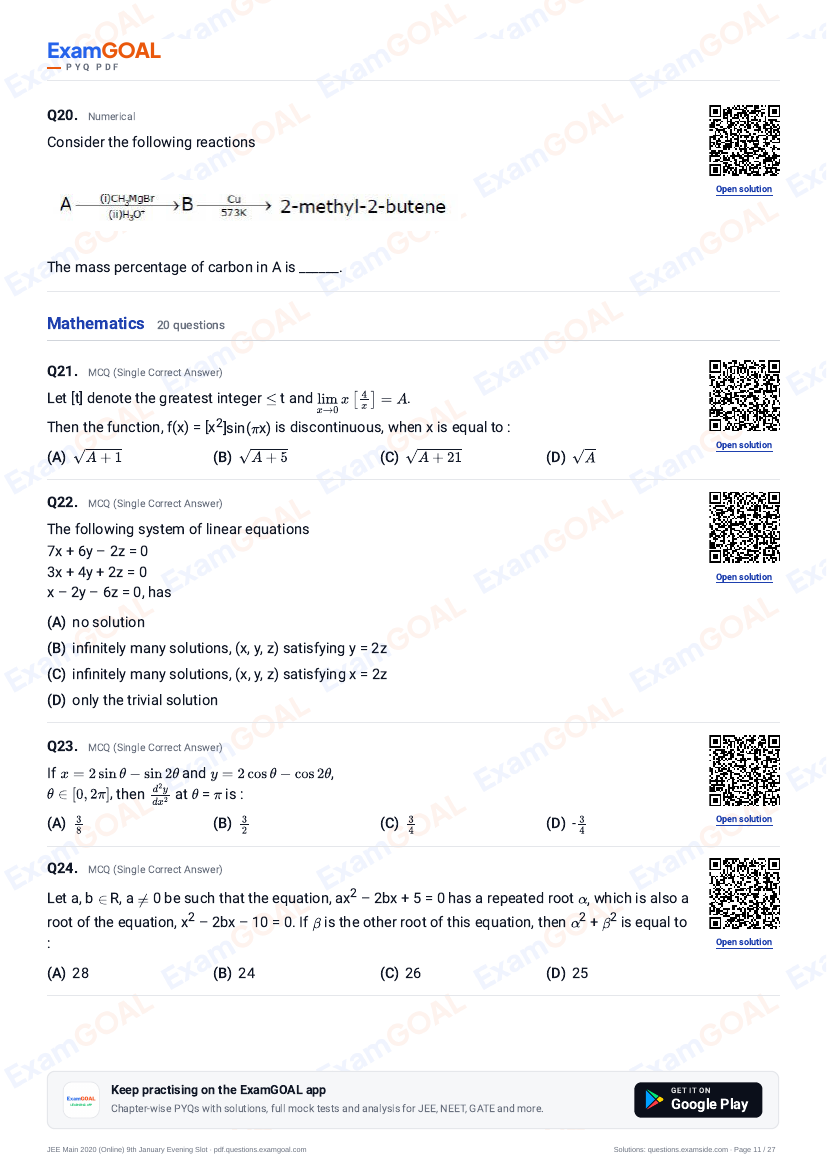 ExamGOAL
PYQ PDF
Q20. Numerical
Consider the following reactions
A (i)CH3MgBr (ii)H3O+ → B Cu 573K → 2-methyl-2-butene
The mass percentage of carbon in A is ______.
Open solution
Mathematics 20 questions
Q21. MCQ (Single Correct Answer)
Let [t] denote the greatest integer ≤ t and lim x→0 x [4/x] = A.
Then the function, f(x) = [x²]sin(πx) is discontinuous, when x is equal to :
(A) √(A + 1) (B) √(A + 5) (C) √(A + 21) (D) √A
Open solution
Q22. MCQ (Single Correct Answer)
The following system of linear equations
7x + 6y − 2z = 0
3x + 4y + 2z = 0
x − 2y − 6z = 0, has
(A) no solution
(B) infinitely many solutions, (x, y, z) satisfying y = 2z
(C) infinitely many solutions, (x, y, z) satisfying x = 2z
(D) only the trivial solution
Open solution
Q23. MCQ (Single Correct Answer)
If x = 2 sin θ − sin 2θ and y = 2 cos θ − cos 2θ,
θ ∈ [0, 2π], then d²y/dx² at θ = π is :
(A) 3/8 (B) 3/2 (C) 3/4 (D) -3/4
Open solution
Q24. MCQ (Single Correct Answer)
Let a, b ∈ R, a ≠ 0 be such that the equation, ax² − 2bx + 5 = 0 has a repeated root α, which is also a
root of the equation, x² − 2bx − 10 = 0. If β is the other root of this equation, then α² + β² is equal to
:
(A) 28 (B) 24 (C) 26 (D) 25
Open solution
Keep practising on the ExamGOAL app
Chapter-wise PYQs with solutions, full mock tests and analysis for JEE, NEET, GATE and more.
GET IT ON
Google Play
JEE Main 2020 (Online) 9th January Evening Slot · pdf.questions.examgoal.com
Solutions: questions.examside.com · Page 11 / 27